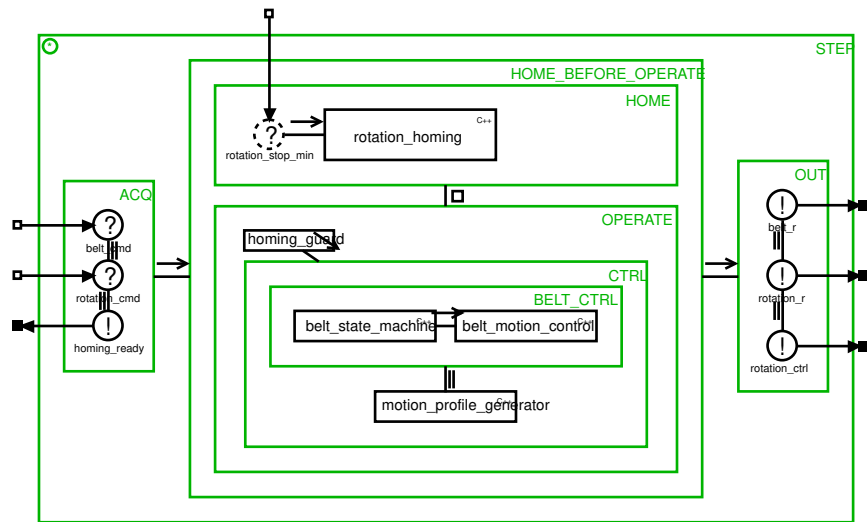 STEP
HOME_BEFORE_OPERATE
HOME
C++
rotation_homing
rotation_stop_min
ACQ
OUT
belt_cmd
rotation_cmd
homing_ready
OPERATE
homing_guard
CTRL
BELT_CTRL
belt_state_machine
C++
belt_motion_control
C++
motion_profile_generator
C++
belt_r
rotation_r
rotation_ctrl